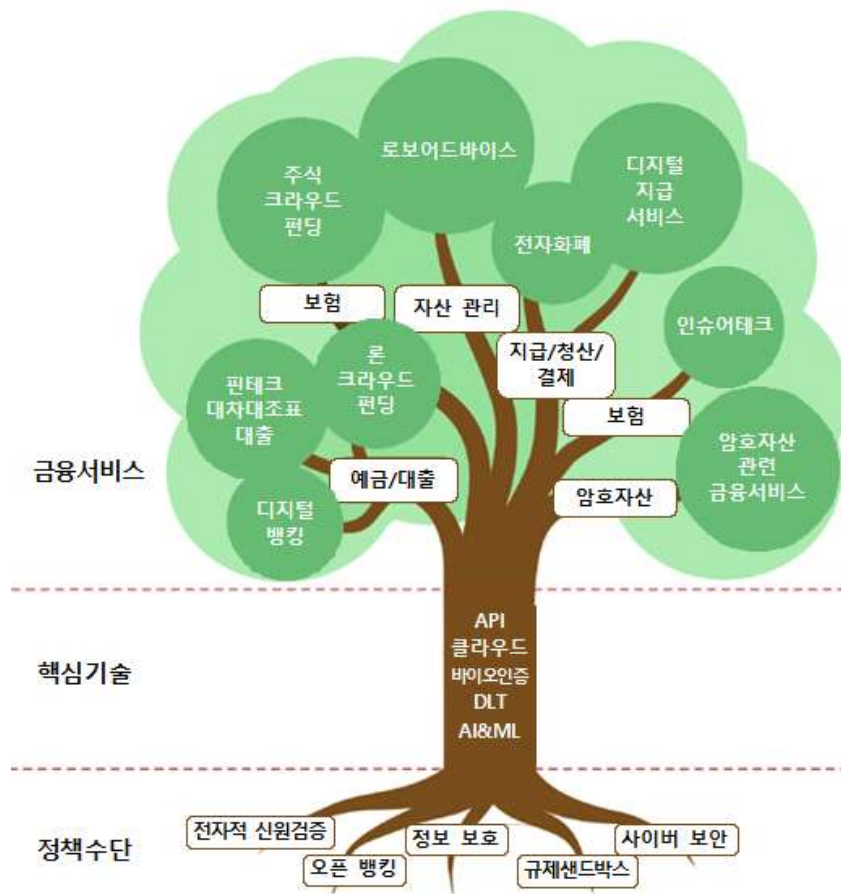 로보어드바이스
주식
크라우드
펀딩
디지털
지급
서비스
전자화폐
보험
자산 관리
인슈어테크
지급/청산/
결제
론
크라우드
펀딩
핀테크
대차대조표
대출
보험
암호자산
관련
금융서비스
금융서비스
예금/대출
암호자산
디지털
뱅킹
핵심기술
API
클라우드
바이오인증
DLT
AI&ML
정책수단
전자적 신원검증
정보 보호
사이버 보안
오픈 뱅킹
규제샌드박스